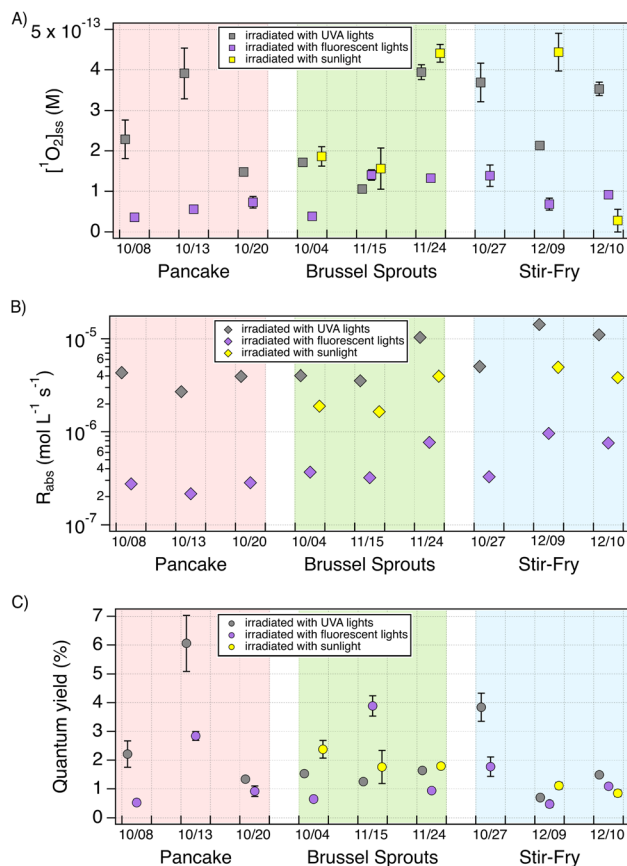 A)
5 x 10⁻¹³
irradiated with UVA lights
irradiated with fluorescent lights
irradiated with sunlight
4
3
2
1
0
[¹O₂]ss (M)
10/08 10/13 10/20 10/04 11/15 11/24 10/27 12/09 12/10
Pancake Brussel Sprouts Stir-Fry
B)
irradiated with UVA lights
irradiated with fluorescent lights
irradiated with sunlight
10⁻⁵
8
6
4
2
10⁻⁶
8
6
4
2
10⁻⁷
Rabs (mol L⁻¹ s⁻¹)
10/08 10/13 10/20 10/04 11/15 11/24 10/27 12/09 12/10
Pancake Brussel Sprouts Stir-Fry
C)
irradiated with UVA lights
irradiated with fluorescent lights
irradiated with sunlight
7
6
5
4
3
2
1
0
Quantum yield (%)
10/08 10/13 10/20 10/04 11/15 11/24 10/27 12/09 12/10
Pancake Brussel Sprouts Stir-Fry